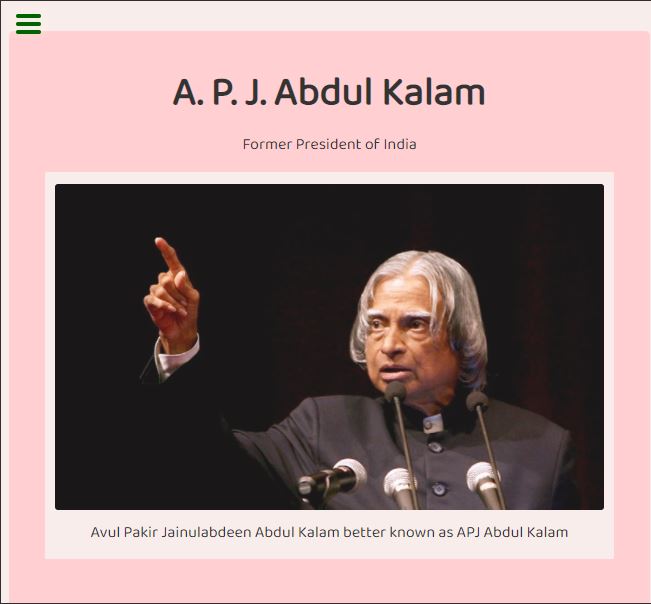 A. P. J. Abdul Kalam
Former President of India
Avul Pakir Jainulabdeen Abdul Kalam better known as APJ Abdul Kalam